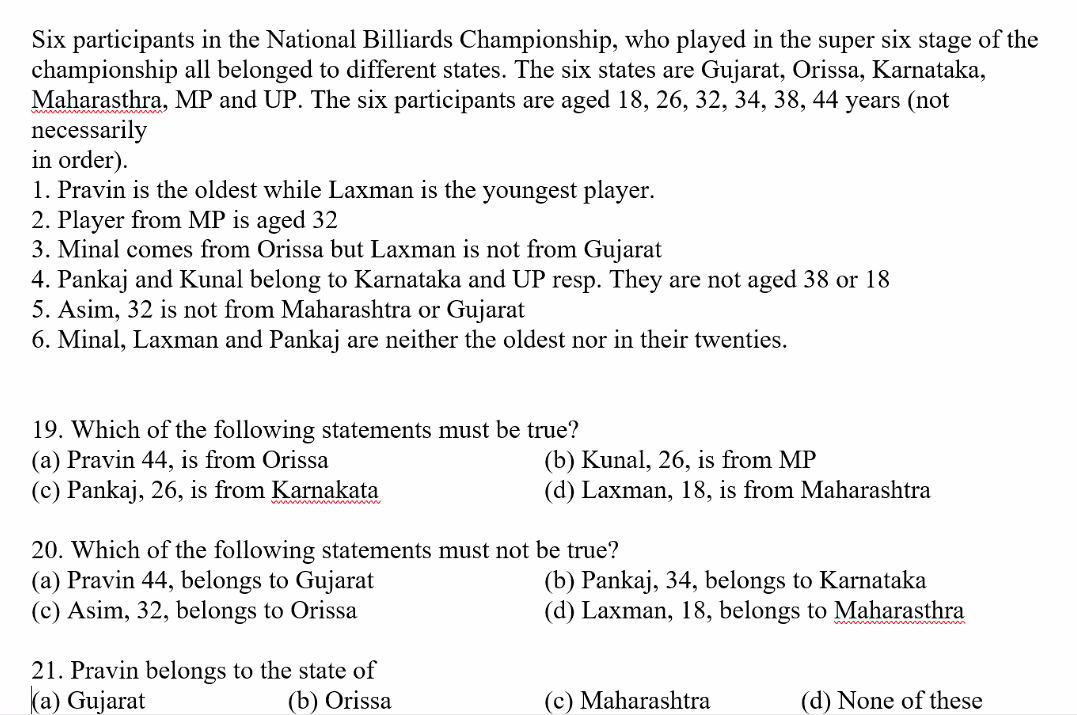 Six participants in the National Billiards Championship, who played in the super six stage of the
championship all belonged to different states. The six states are Gujarat, Orissa, Karnataka,
Maharasthra, MP and UP. The six participants are aged 18, 26, 32, 34, 38, 44 years (not
necessarily
in order).
1. Pravin is the oldest while Laxman is the youngest player.
2. Player from MP is aged 32
3. Minal comes from Orissa but Laxman is not from Gujarat
4. Pankaj and Kunal belong to Karnataka and UP resp. They are not aged 38 or 18
5. Asim, 32 is not from Maharashtra or Gujarat
6. Minal, Laxman and Pankaj are neither the oldest nor in their twenties.
19. Which of the following statements must be true?
(a) Pravin 44, is from Orissa (b) Kunal, 26, is from MP
(c) Pankaj, 26, is from Karnakata (d) Laxman, 18, is from Maharashtra
20. Which of the following statements must not be true?
(a) Pravin 44, belongs to Gujarat (b) Pankaj, 34, belongs to Karnataka
(c) Asim, 32, belongs to Orissa (d) Laxman, 18, belongs to Maharasthra
21. Pravin belongs to the state of
(a) Gujarat (b) Orissa (c) Maharashtra (d) None of these